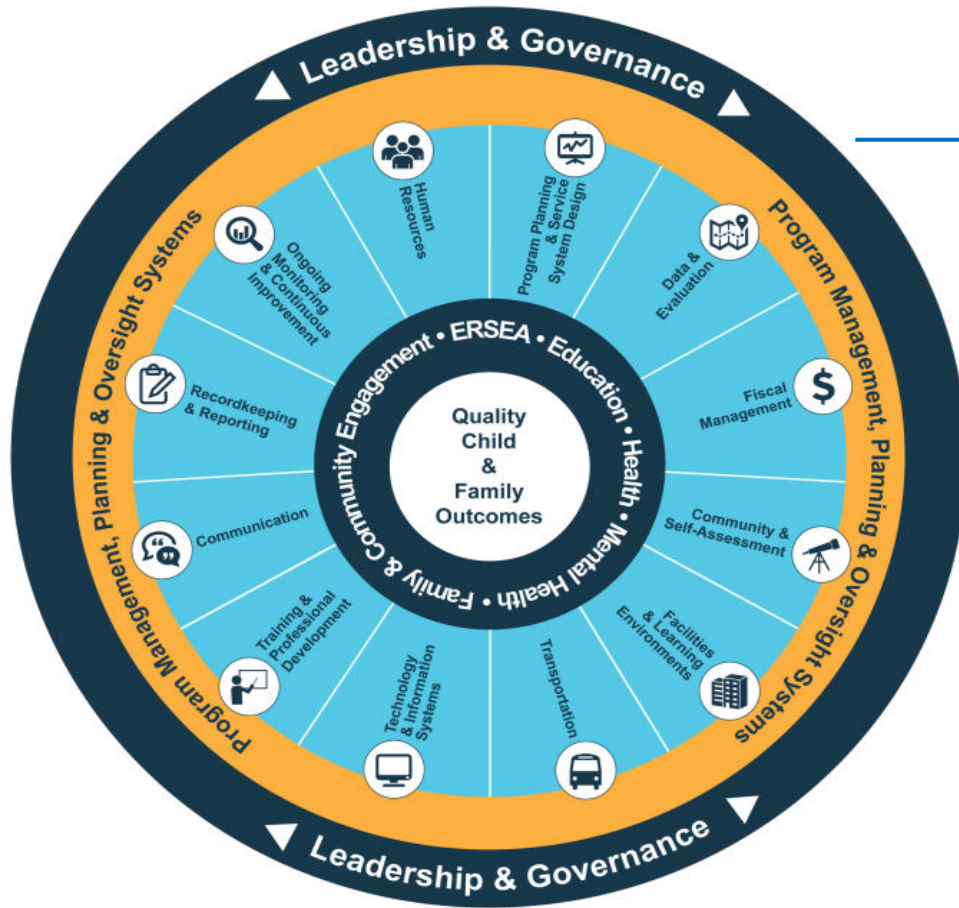 Leadership & Governance
Program Management, Planning & Oversight Systems
Program Management, Planning & Oversight Systems
Program Planning
& Service
System Design
Data &
Evaluation
Fiscal
Management
Community &
Self-Assessment
Facilities
& Learning
Environments
Transportation
Technology
& Information
Systems
Training &
Professional
Development
Communication
Recordkeeping
& Reporting
Ongoing
Monitoring
& Continuous
Improvement
Human
Resources
Family & Community Engagement • ERSEA • Education • Health • Mental Health •
Quality
Child
&
Family
Outcomes
$
Leadership & Governance